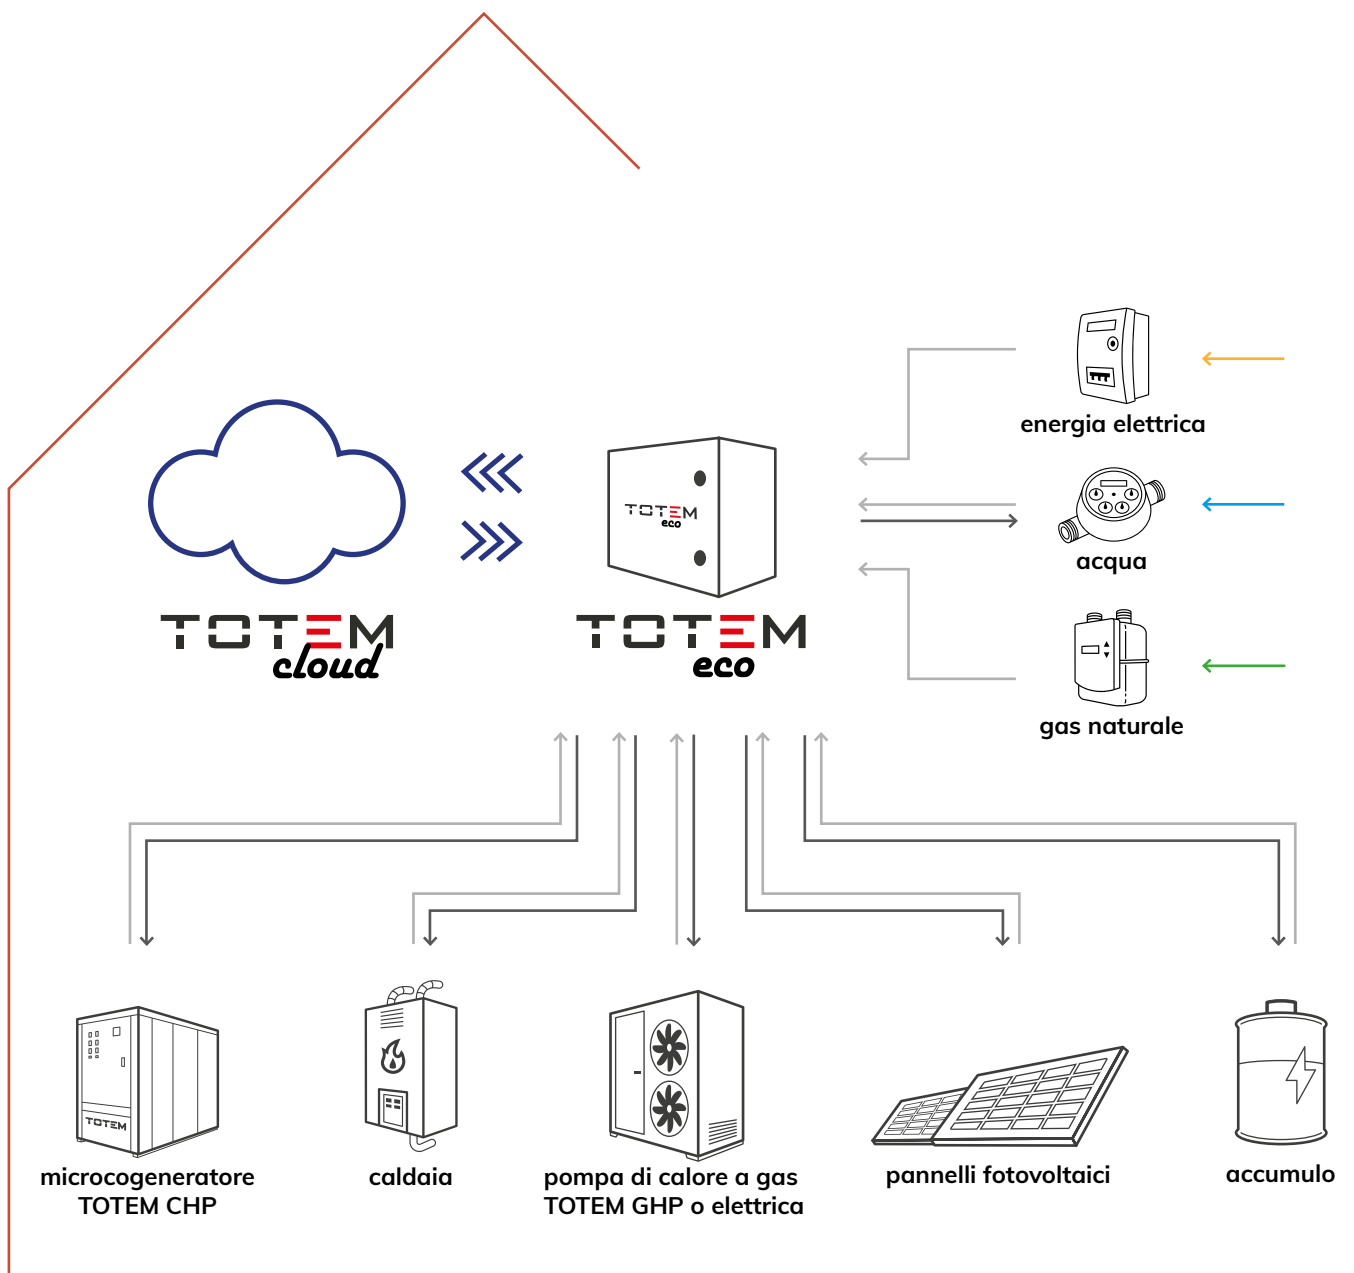 energia elettrica
TOTEM
eco
acqua
TOTEM
cloud
TOTEM
eco
gas naturale
TOTEM
microcogeneratore
TOTEM CHP
caldaia
pompa di calore a gas
TOTEM GHP o elettrica
pannelli fotovoltaici
accumulo